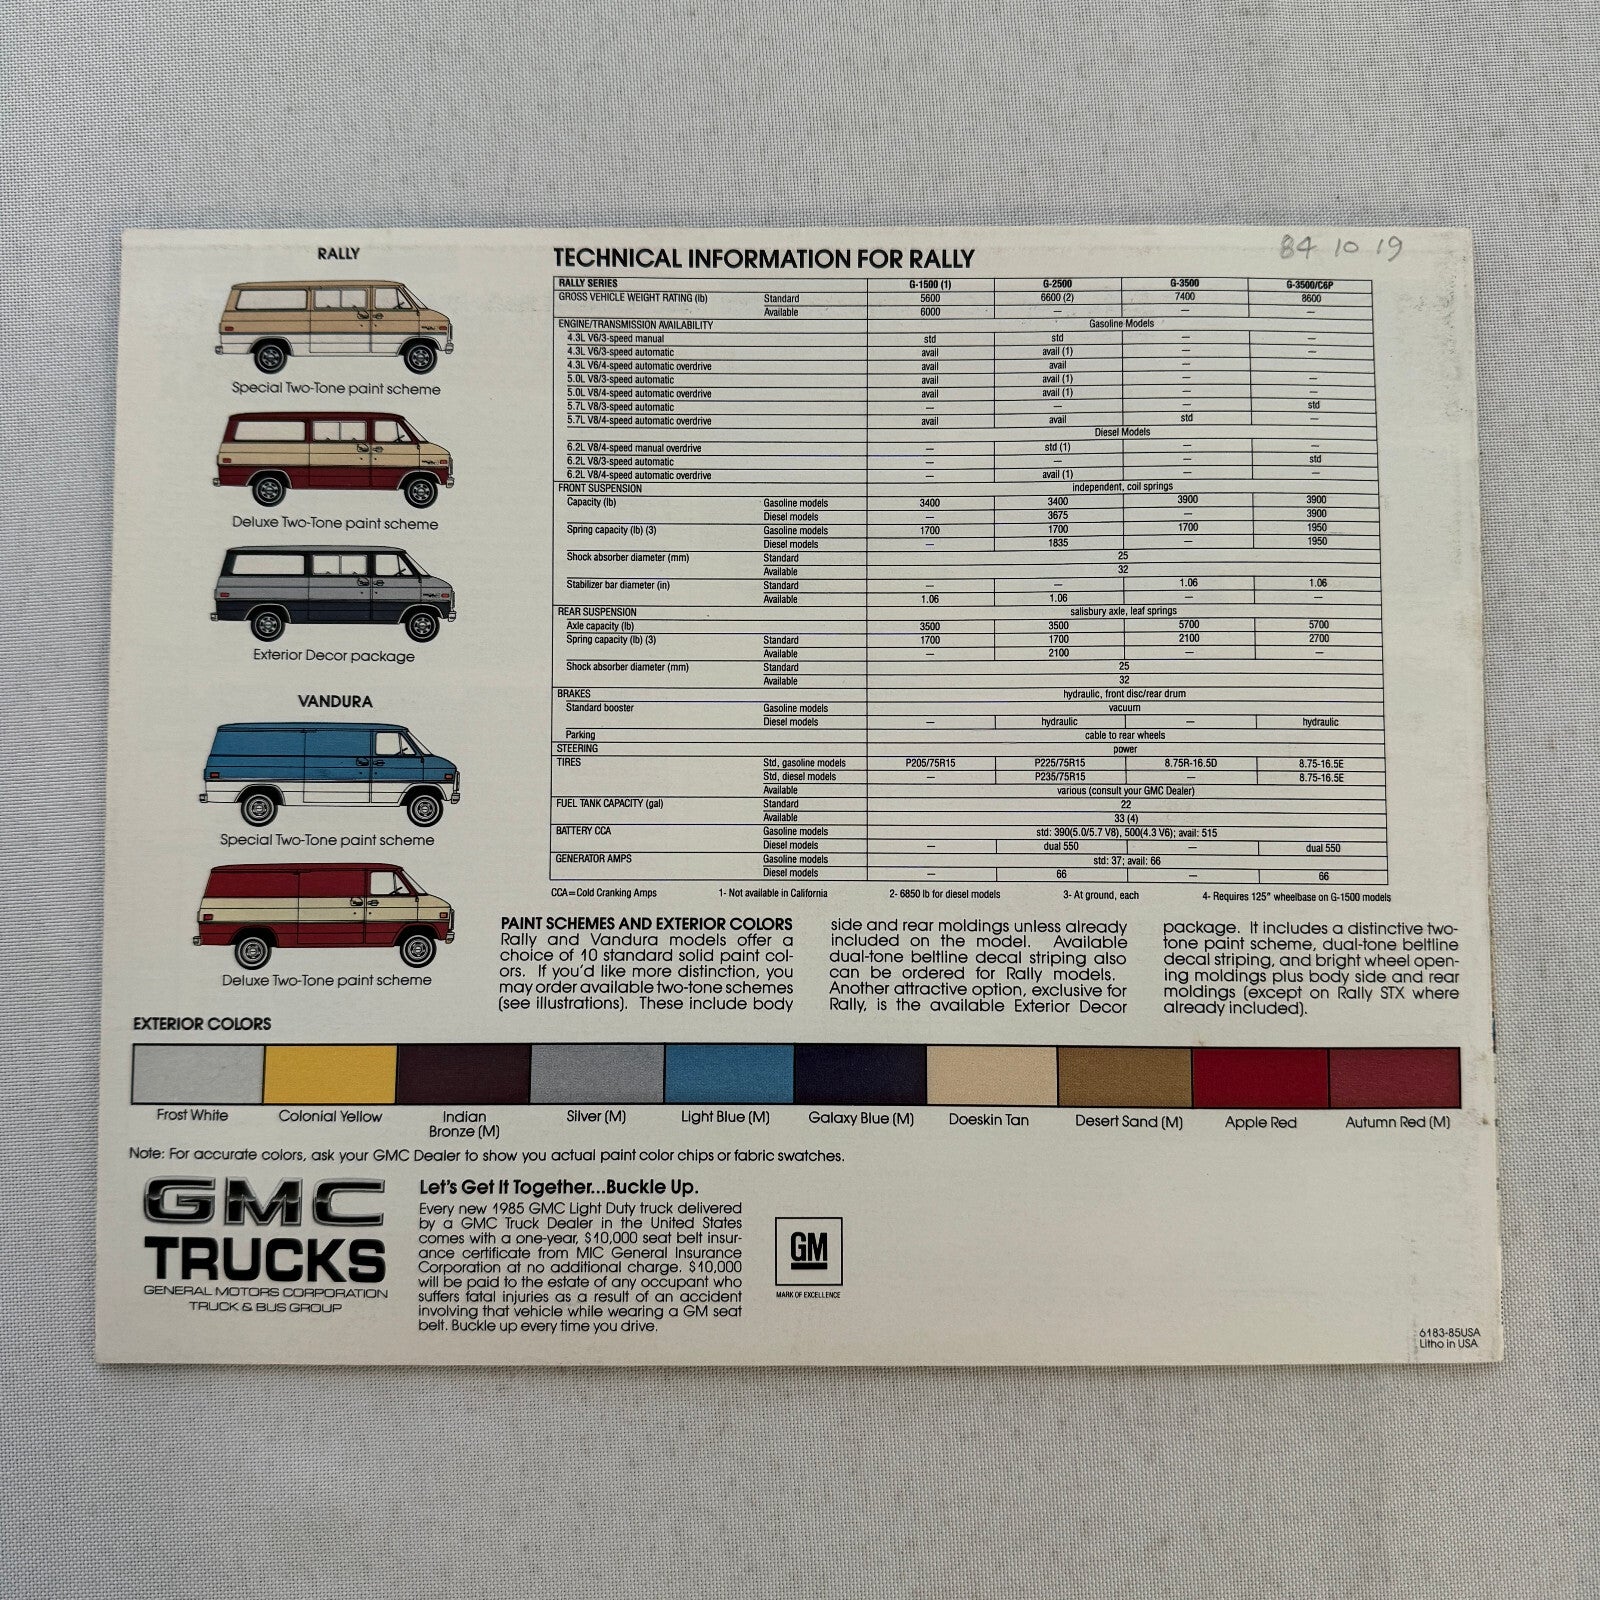 84 10 19
RALLY
Special Two-Tone paint scheme
Deluxe Two-Tone paint scheme
Exterior Decor package
VANDURA
Special Two-Tone paint scheme
Deluxe Two-Tone paint scheme
TECHNICAL INFORMATION FOR RALLY
RALLY SERIES G-1500 (1) G-2500 G-3500 G-3500/C6P
GROSS VEHICLE WEIGHT RATING (lb) Standard 5600 6600 (2) 7400 8600
Available 6000 — — —
ENGINE/TRANSMISSION AVAILABILITY Gasoline Models
4.3L V6/3-speed manual std std — —
4.3L V6/3-speed automatic avail avail (1) — —
4.3L V6/4-speed automatic overdrive avail avail —
5.0L V8/3-speed automatic avail avail (1) — —
5.0L V8/4-speed automatic overdrive avail avail (1) — —
5.7L V8/3-speed automatic — — — std
5.7L V8/4-speed automatic overdrive avail avail std —
Diesel Models
6.2L V8/4-speed manual overdrive — std (1) — —
6.2L V8/3-speed automatic — — — std
6.2L V8/4-speed automatic overdrive — avail (1) — —
FRONT SUSPENSION independent, coil springs
Capacity (lb) Gasoline models 3400 3400 3900 3900
Diesel models — 3675 — 3900
Spring capacity (lb) (3) Gasoline models 1700 1700 1700 1950
Diesel models — 1835 — 1950
Shock absorber diameter (mm) Standard 25
Available 32
Stabilizer bar diameter (in) Standard — — 1.06 1.06
Available 1.06 1.06 — —
REAR SUSPENSION salisbury axle, leaf springs
Axle capacity (lb) 3500 3500 5700 5700
Spring capacity (lb) (3) Standard 1700 1700 2100 2700
Available — 2100 — —
Shock absorber diameter (mm) Standard 25
Available 32
BRAKES hydraulic, front disc/rear drum
Standard booster Gasoline models vacuum
Diesel models — hydraulic — hydraulic
Parking cable to rear wheels
STEERING power
TIRES Std, gasoline models P205/75R15 P225/75R15 8.75R-16.5D 8.75-16.5E
Std, diesel models — P235/75R15 8.75-16.5E
Available various (consult your GMC Dealer)
FUEL TANK CAPACITY (gal) Standard 22
Available 33 (4)
BATTERY CCA Gasoline models std: 390(5.0/5.7 V8), 500(4.3 V6); avail: 515
Diesel models — dual 550 — dual 550
GENERATOR AMPS Gasoline models std: 37; avail: 66
Diesel models — 66 — 66
CCA=Cold Cranking Amps 1- Not available in California 2- 6850 lb for diesel models 3- At ground, each 4- Requires 125" wheelbase on G-1500 models
PAINT SCHEMES AND EXTERIOR COLORS
Rally and Vandura models offer a
choice of 10 standard solid paint col-
ors. If you'd like more distinction, you
may order available two-tone schemes
(see illustrations). These include body
side and rear moldings unless already
included on the model. Available
dual-tone beltline decal striping also
can be ordered for Rally models.
Another attractive option, exclusive for
Rally, is the available Exterior Decor
package. It includes a distinctive two-
tone paint scheme, dual-tone beltline
decal striping, and bright wheel open-
ing moldings plus body side and rear
moldings (except on Rally STX where
already included).
EXTERIOR COLORS
Frost White Colonial Yellow Indian Silver (M) Light Blue (M) Galaxy Blue (M) Doeskin Tan Desert Sand (M) Apple Red Autumn Red (M)
Bronze (M)
Note: For accurate colors, ask your GMC Dealer to show you actual paint color chips or fabric swatches.
GMC
TRUCKS
GENERAL MOTORS CORPORATION
TRUCK & BUS GROUP
Let's Get It Together...Buckle Up.
Every new 1985 GMC Light Duty truck delivered
by a GMC Truck Dealer in the United States
comes with a one-year, $10,000 seat belt insur-
ance certificate from MIC General Insurance
Corporation at no additional charge. $10,000
will be paid to the estate of any occupant who
suffers fatal injuries as a result of an accident
involving that vehicle while wearing a GM seat
belt. Buckle up every time you drive.
GM
MARK OF EXCELLENCE
6183-85USA
Litho in USA